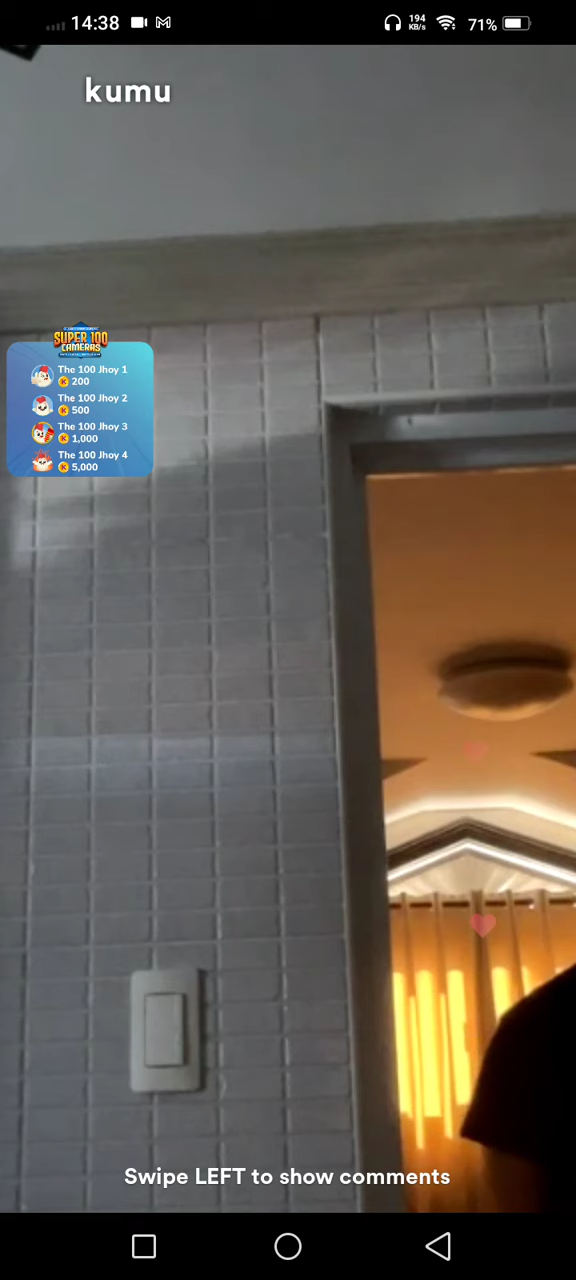 14:38
194
KB/s
71%
kumu
SUPER 100
CAMERAS
The 100 Jhoy 1
K 200
The 100 Jhoy 2
K 500
The 100 Jhoy 3
K 1,000
The 100 Jhoy 4
K 5,000
Swipe LEFT to show comments